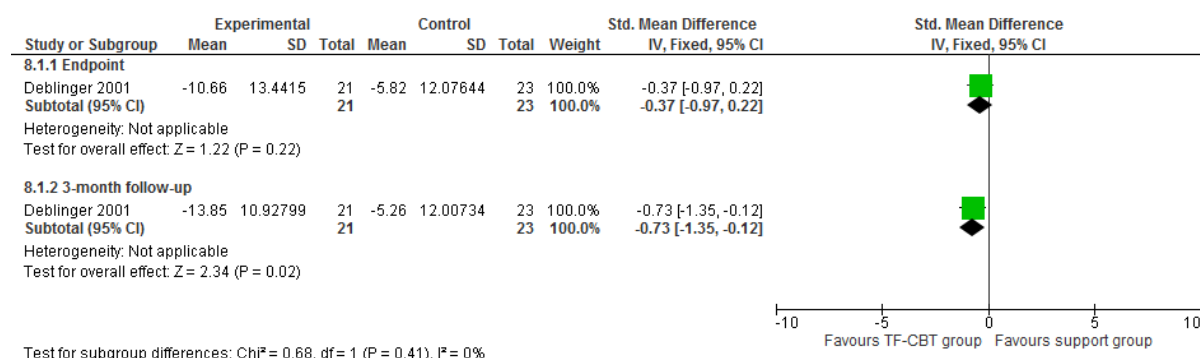 Experimental Control Std. Mean Difference Std. Mean Difference
Study or Subgroup Mean SD Total Mean SD Total Weight IV, Fixed, 95% CI IV, Fixed, 95% CI
8.1.1 Endpoint
Deblinger 2001 -10.66 13.4415 21 -5.82 12.07644 23 100.0% -0.37 [-0.97, 0.22]
Subtotal (95% CI) 21 23 100.0% -0.37 [-0.97, 0.22]
Heterogeneity: Not applicable
Test for overall effect: Z = 1.22 (P = 0.22)
8.1.2 3-month follow-up
Deblinger 2001 -13.85 10.92799 21 -5.26 12.00734 23 100.0% -0.73 [-1.35, -0.12]
Subtotal (95% CI) 21 23 100.0% -0.73 [-1.35, -0.12]
Heterogeneity: Not applicable
Test for overall effect: Z = 2.34 (P = 0.02)
-10 -5 0 5 10
Favours TF-CBT group Favours support group
Test for subgroup differences: Chi² = 0.68, df = 1 (P = 0.41), I² = 0%